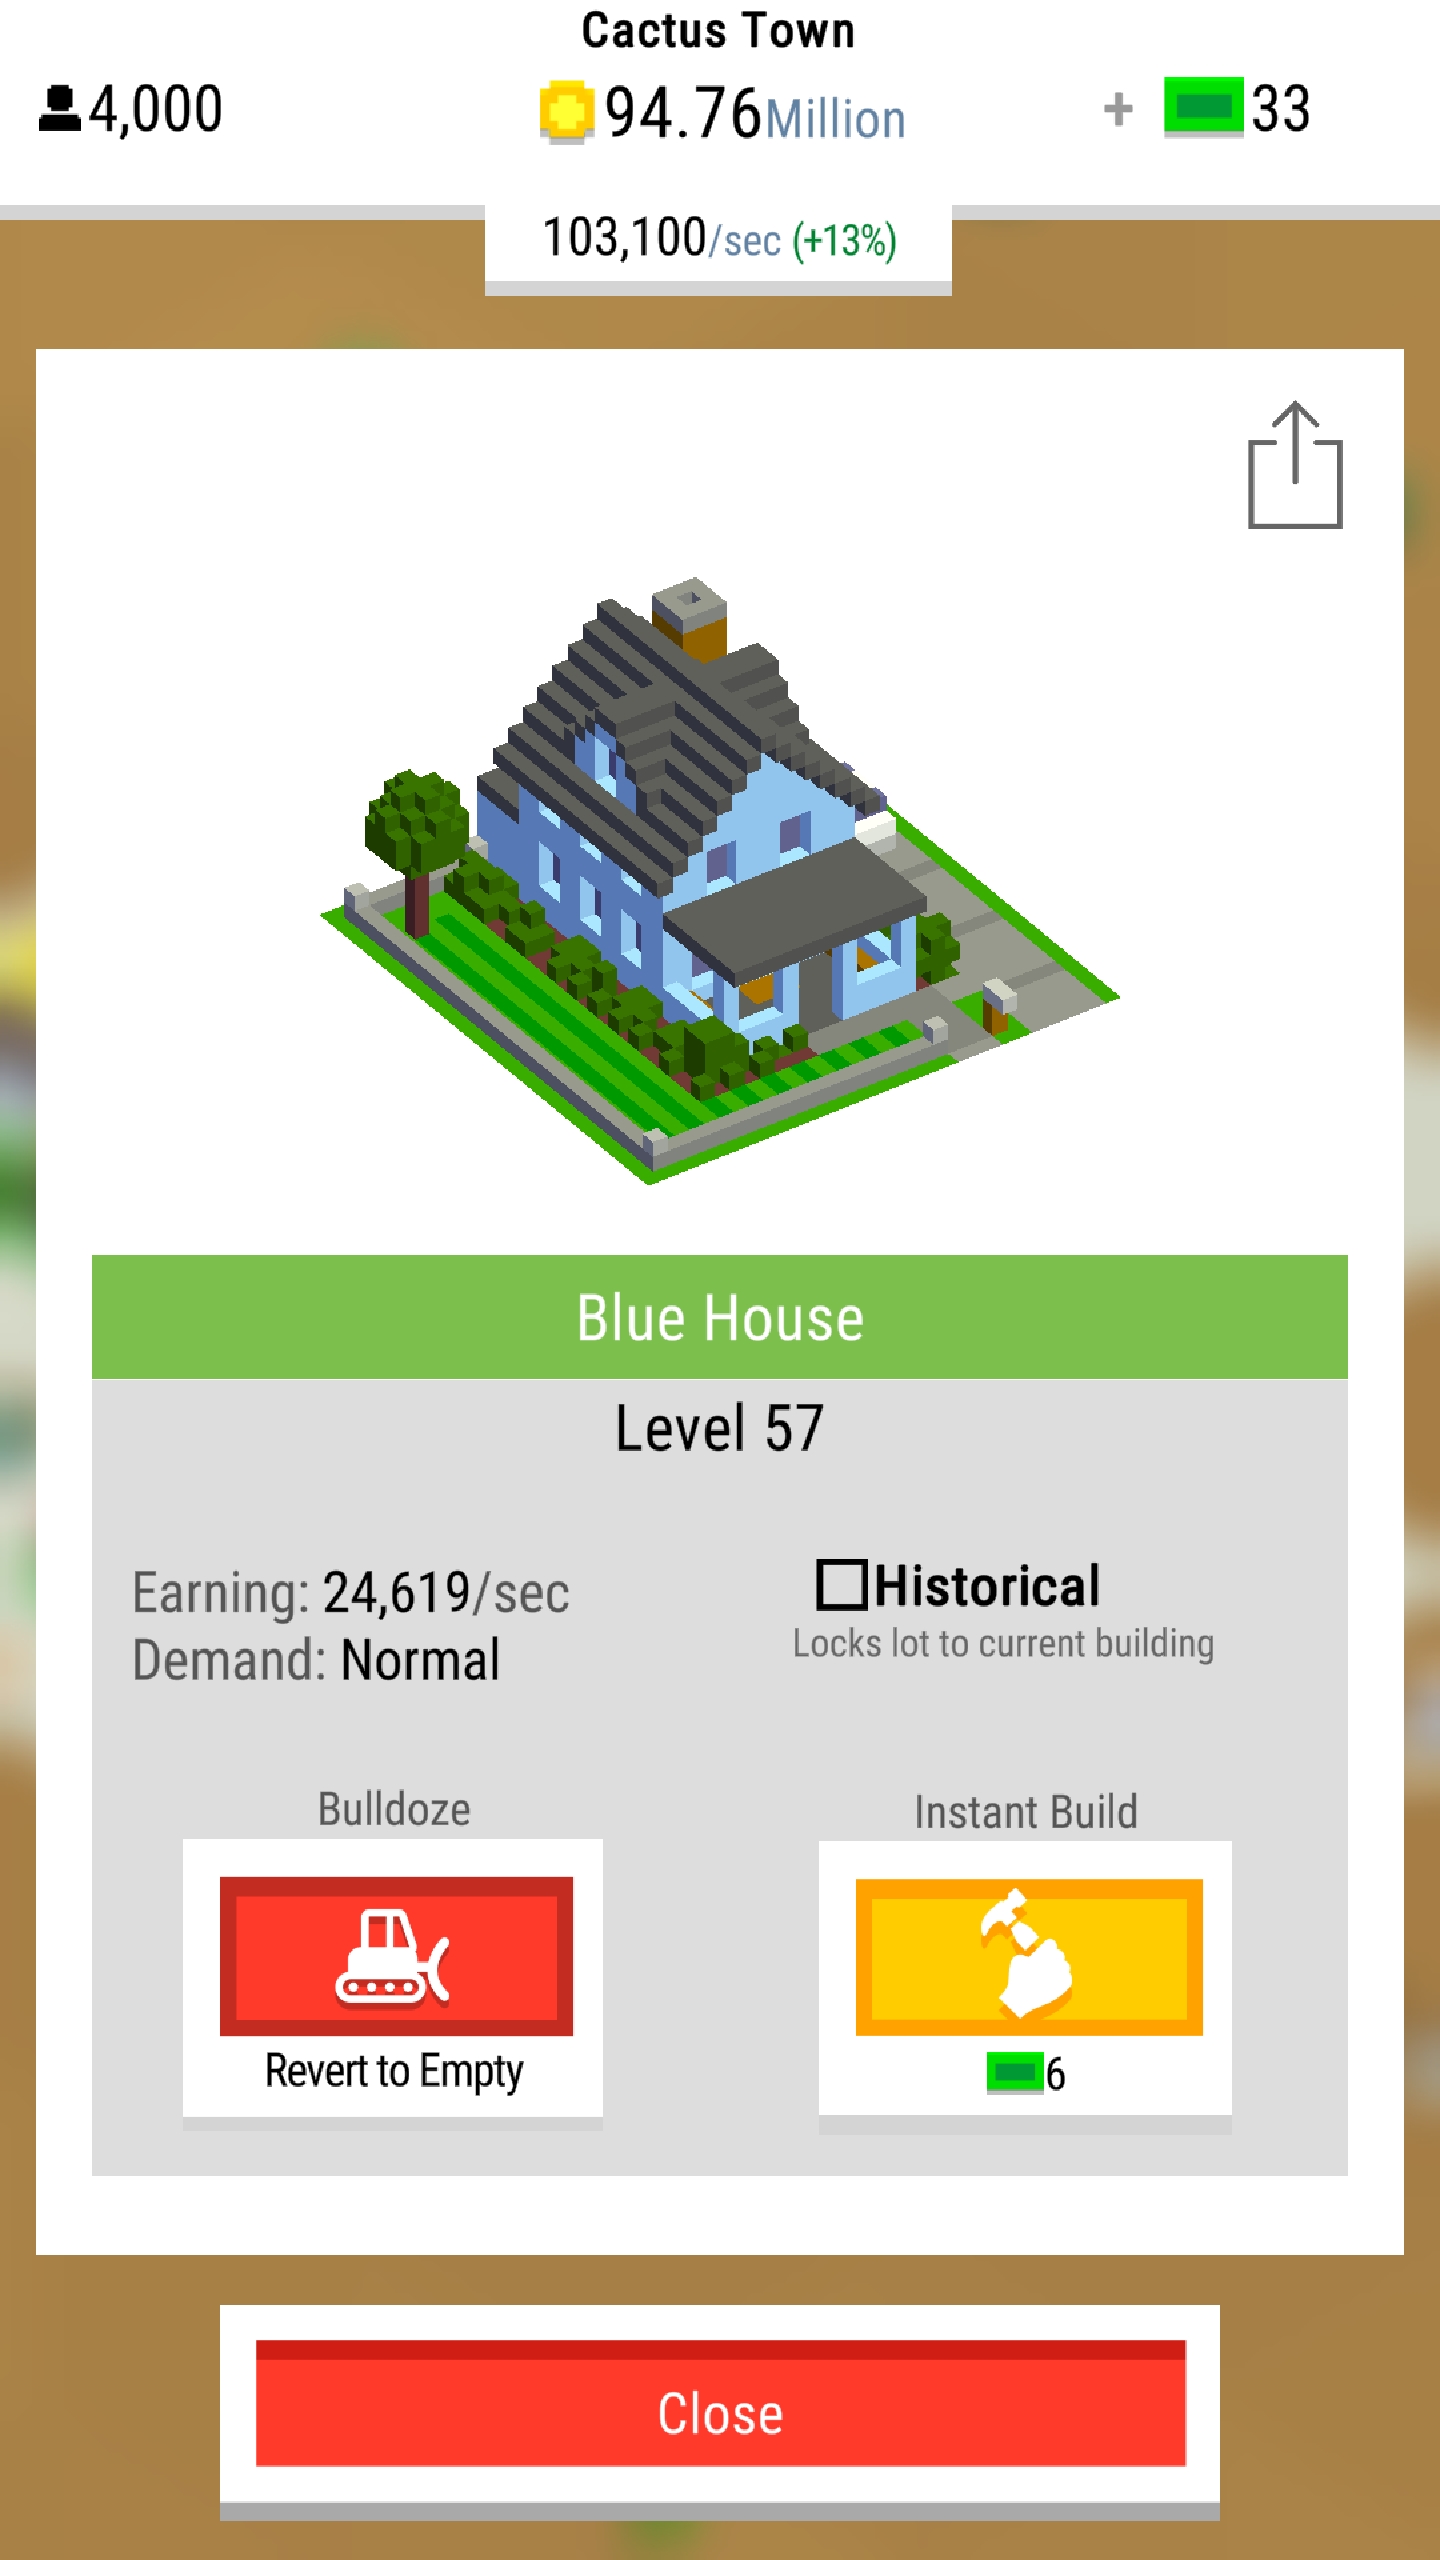 Cactus Town
4,000
94.76Million
+ 33
103,100/sec (+13%)
Blue House
Level 57
Earning: 24,619/sec
Demand: Normal
Historical
Locks lot to current building
Bulldoze
Revert to Empty
Instant Build
6
Close